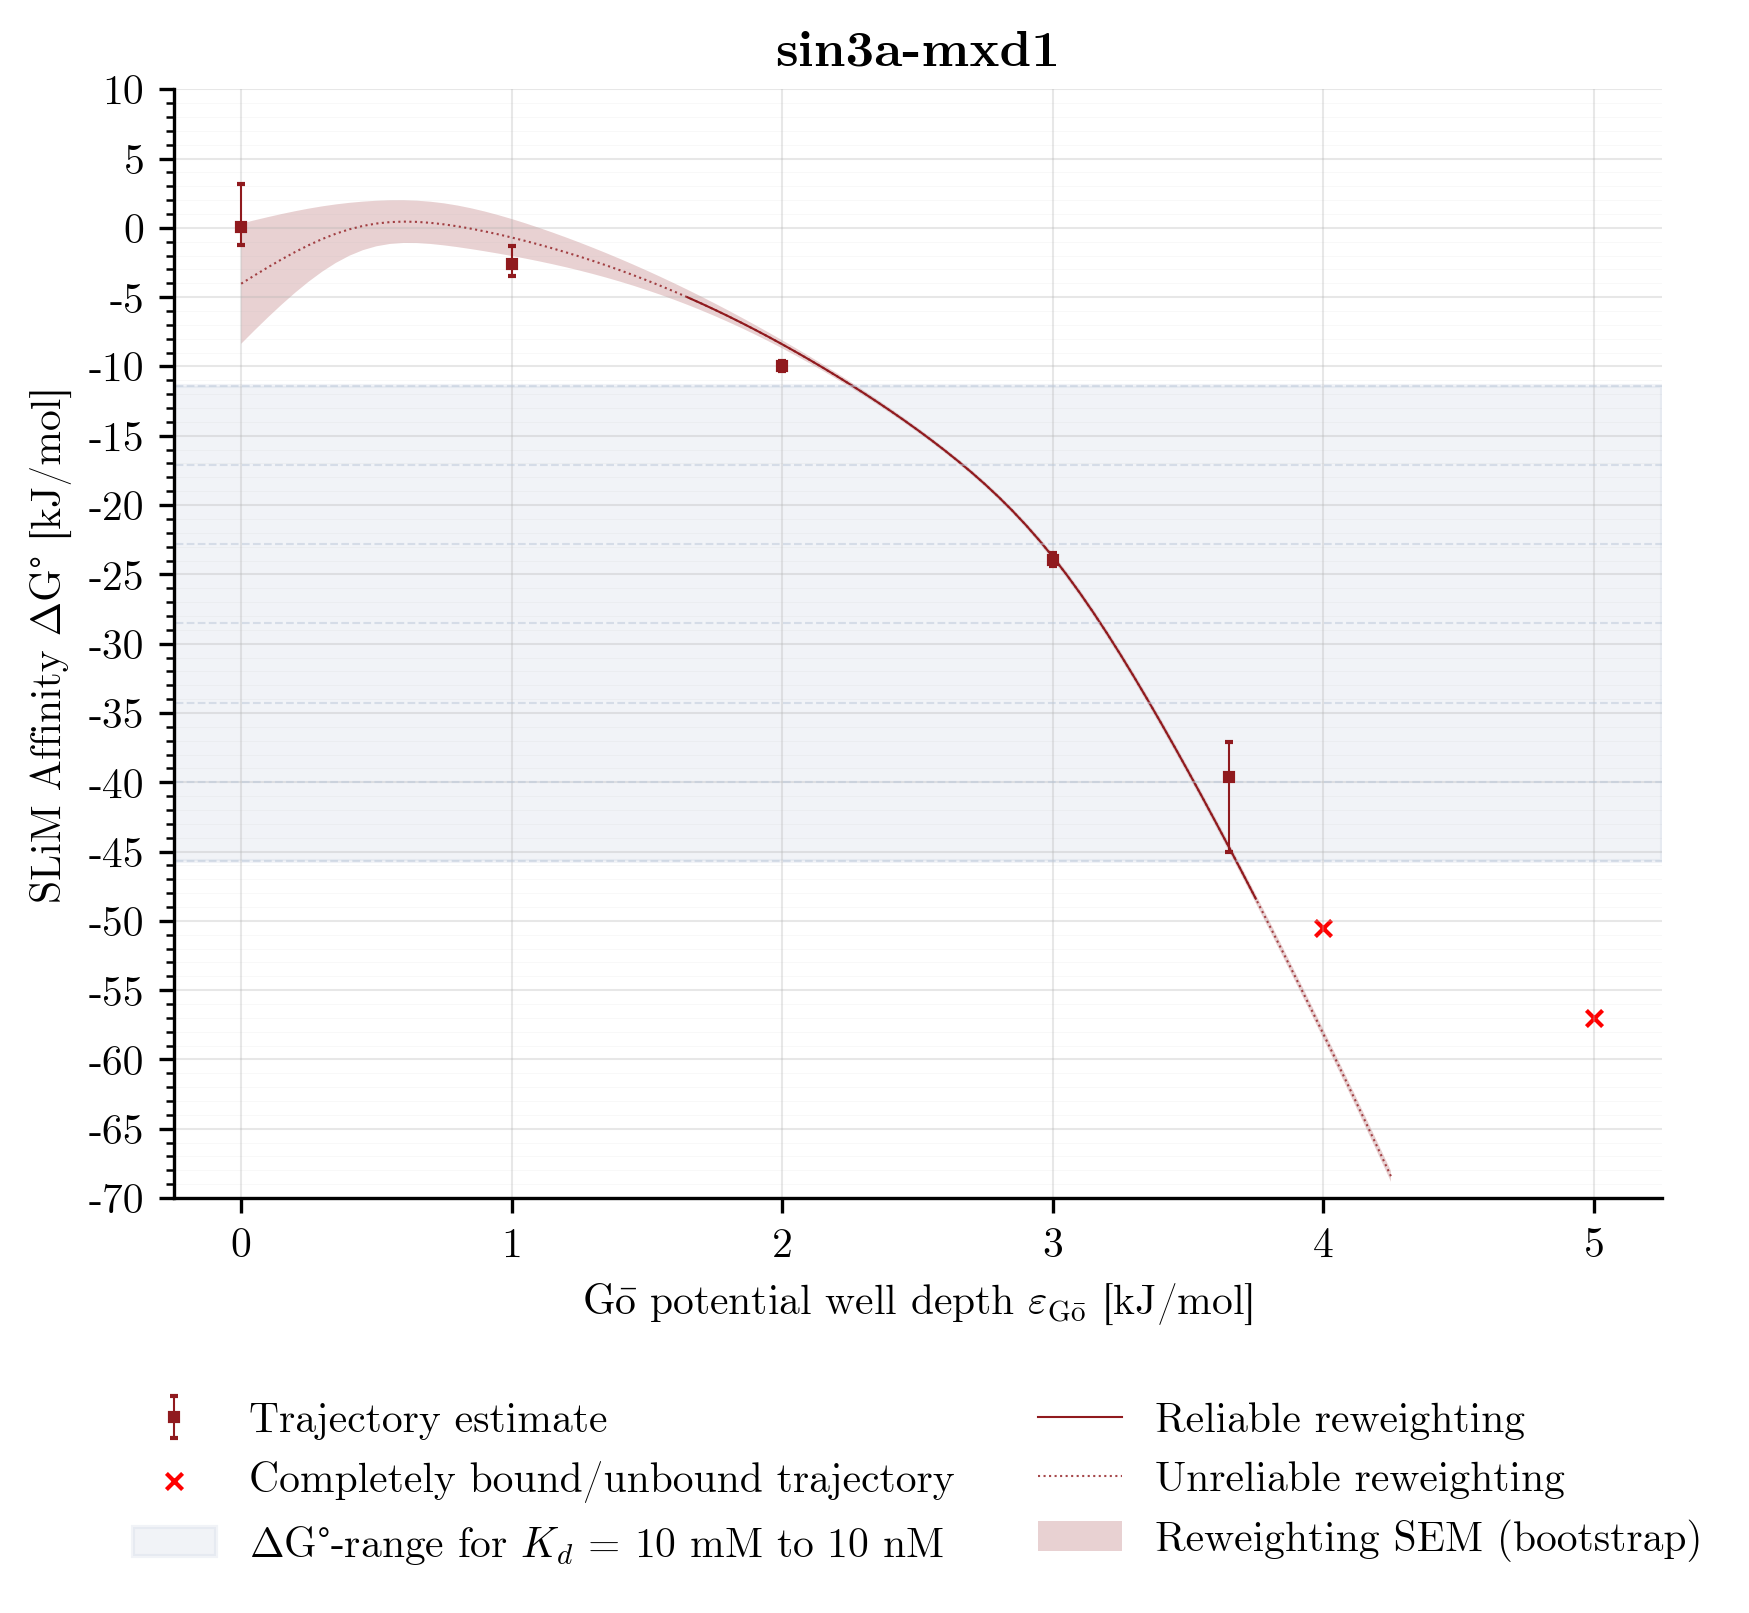 sin3a-mxd1
SLiM Affinity ΔG° [kJ/mol]
10
5
0
-5
-10
-15
-20
-25
-30
-35
-40
-45
-50
-55
-60
-65
-70
0 1 2 3 4 5
Gō potential well depth εGō [kJ/mol]
Trajectory estimate
Completely bound/unbound trajectory
ΔG°-range for Kd = 10 mM to 10 nM
Reliable reweighting
Unreliable reweighting
Reweighting SEM (bootstrap)